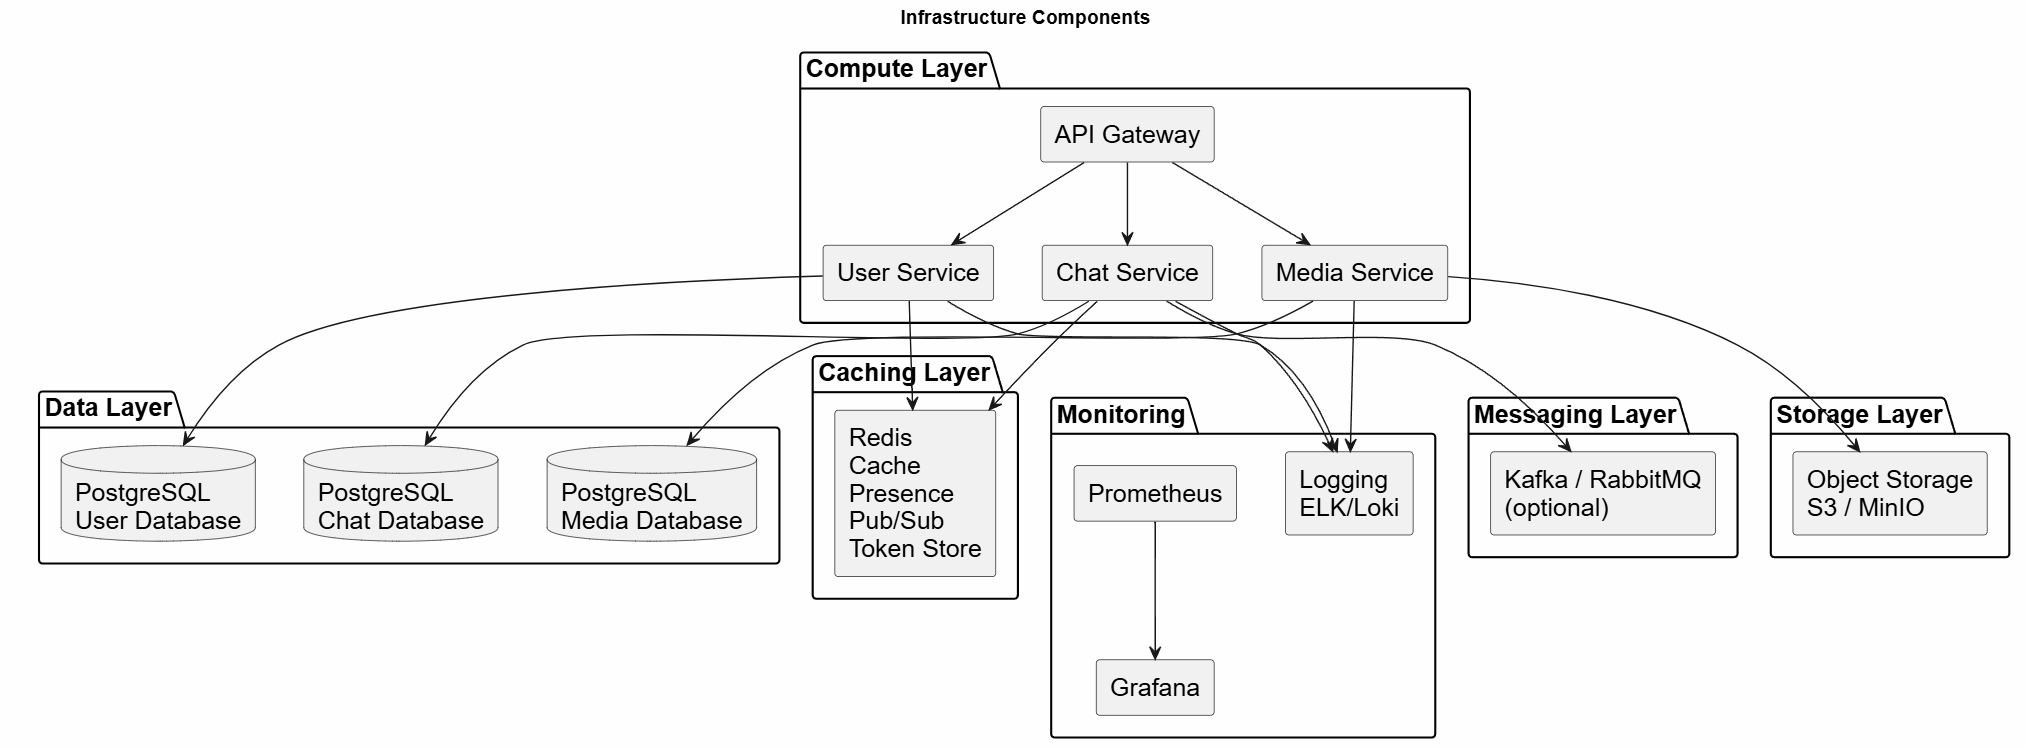 Infrastructure Components
Compute Layer
API Gateway
User Service
Chat Service
Media Service
Data Layer
PostgreSQL
User Database
PostgreSQL
Chat Database
PostgreSQL
Media Database
Caching Layer
Redis
Cache
Presence
Pub/Sub
Token Store
Monitoring
Prometheus
Logging
ELK/Loki
Grafana
Messaging Layer
Kafka / RabbitMQ
(optional)
Storage Layer
Object Storage
S3 / MinIO